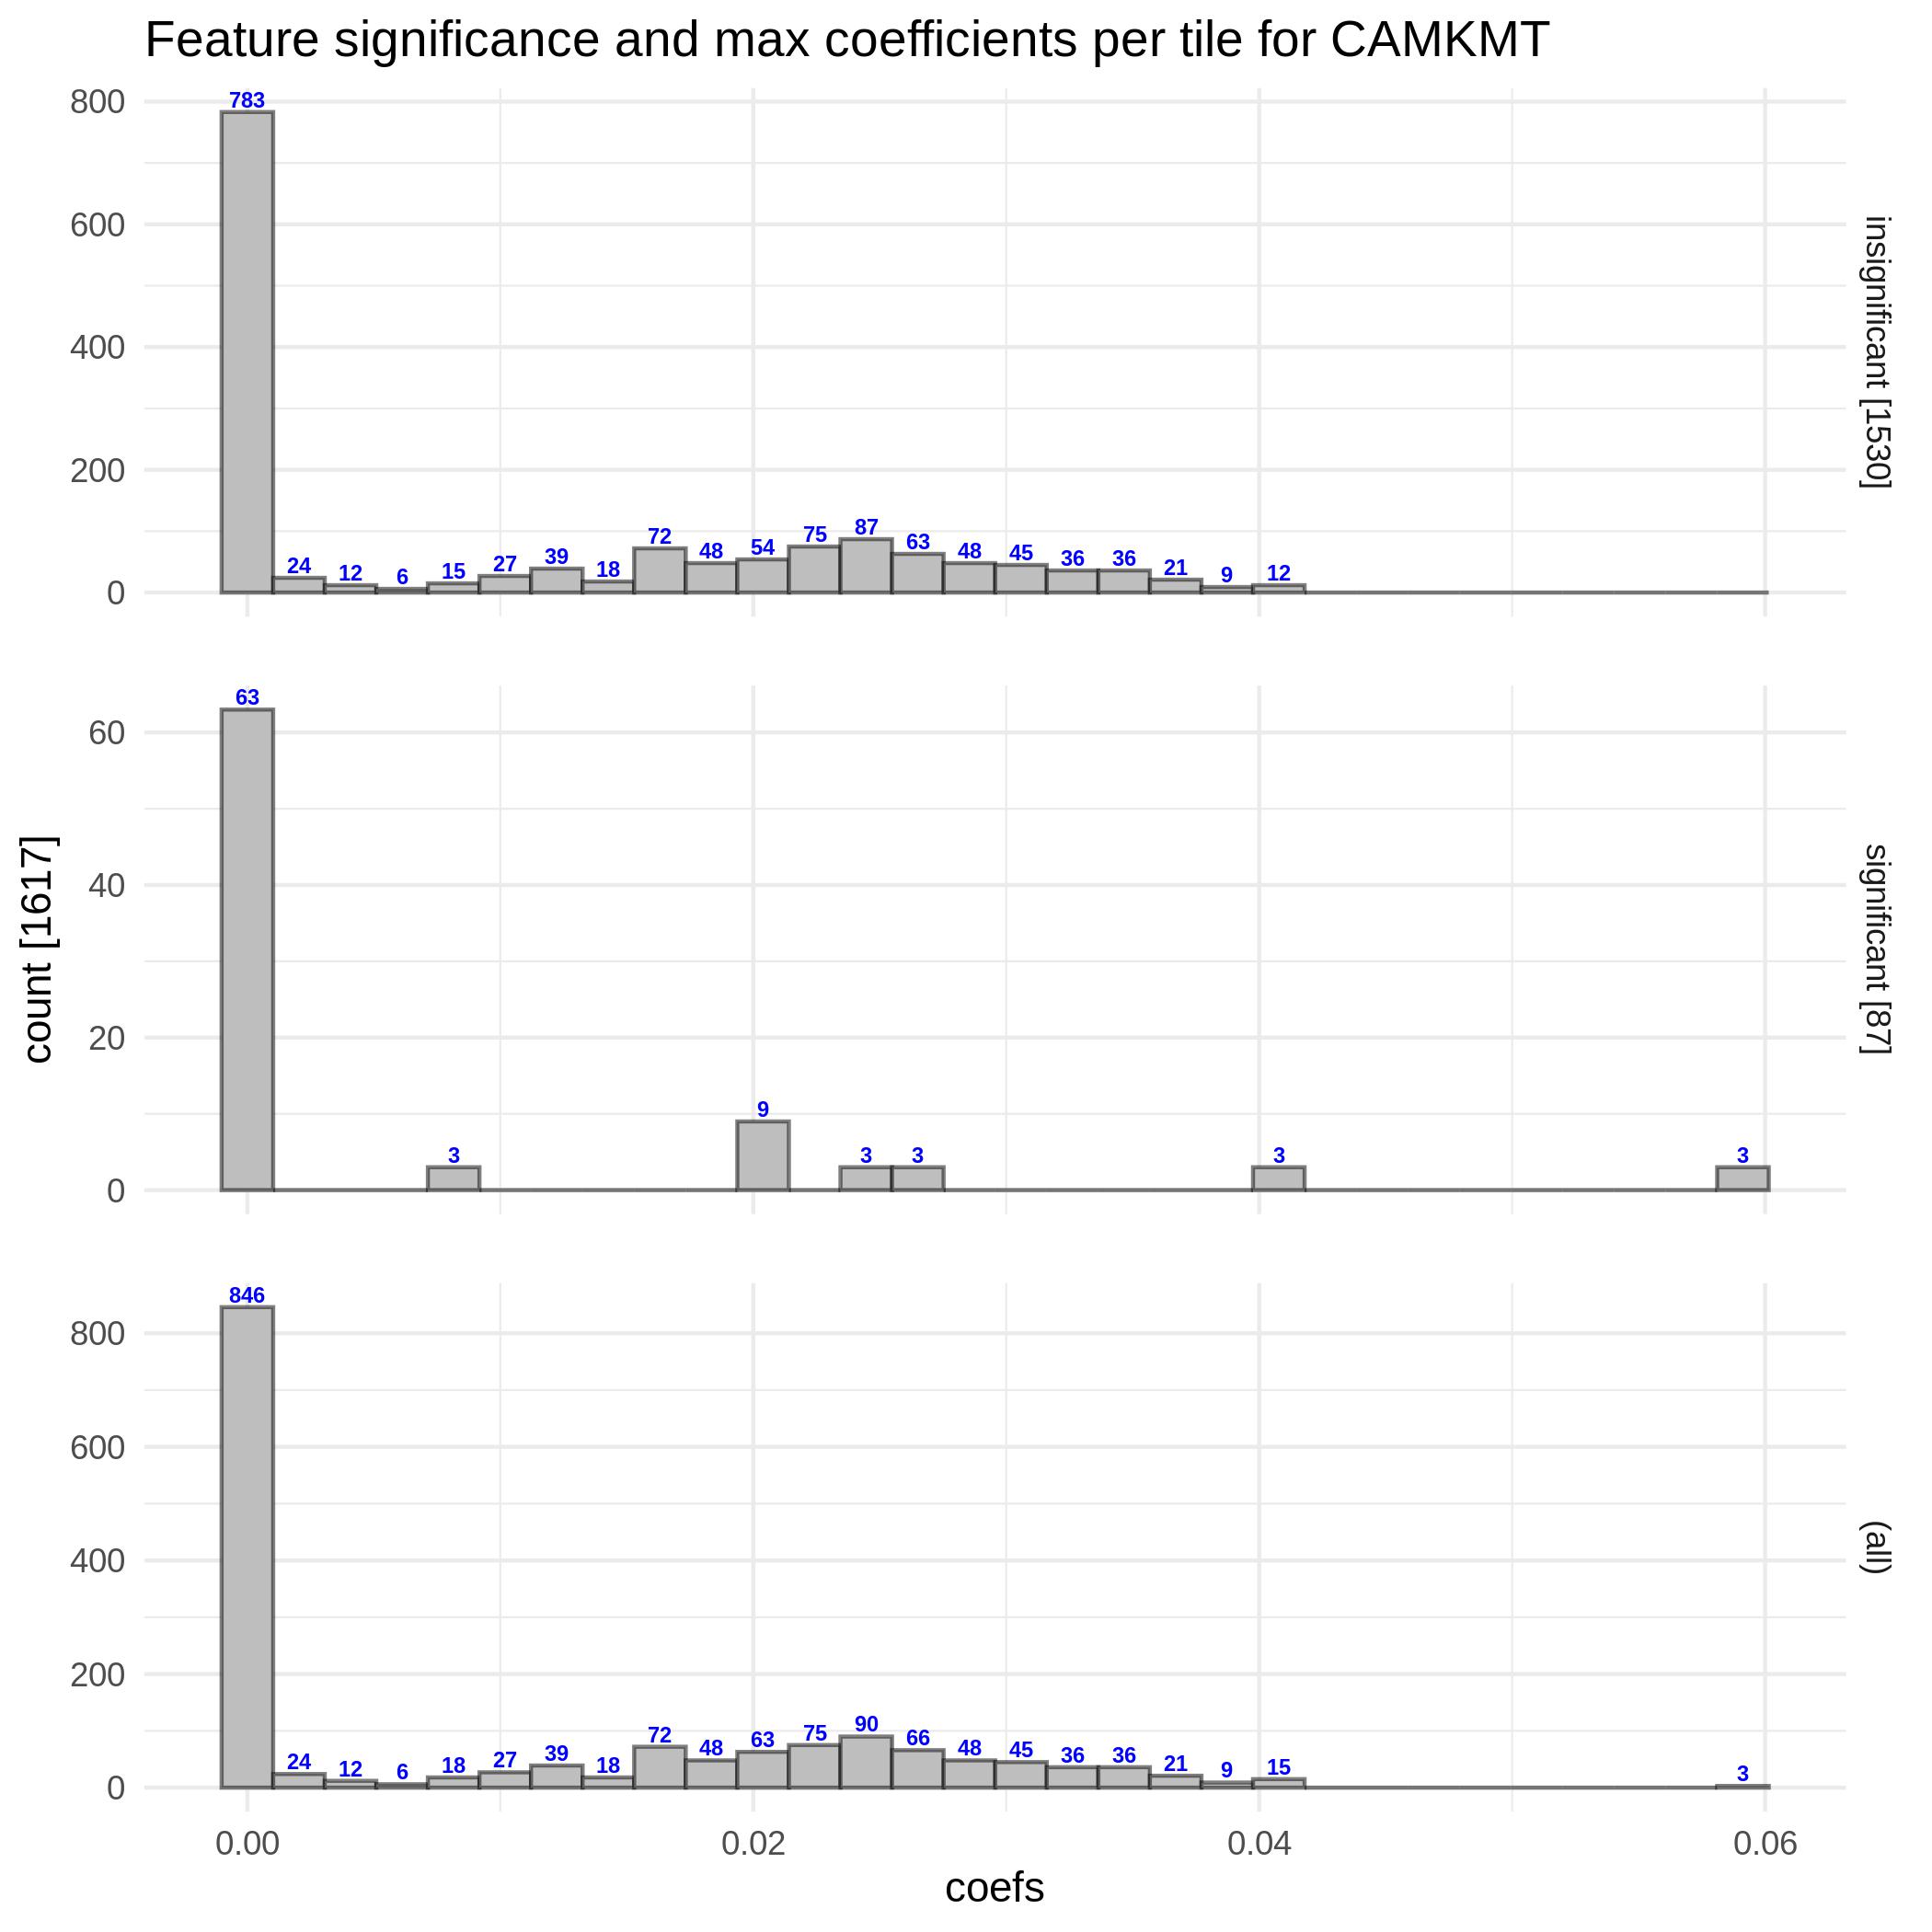 Feature significance and max coefficients per tile for CAMKMT
800
600
400
200
0
783
24 12 6 15 27 39 18 72 48 54 75 87 63 48 45 36 36 21 9 12
insignificant [1530]
count [1617]
60
40
20
0
63
3 9 3 3 3 3
significant [87]
800
600
400
200
0
846
24 12 6 18 27 39 18 72 48 63 75 90 66 48 45 36 36 21 9 15 3
(all)
0.00 0.02 0.04 0.06
coefs